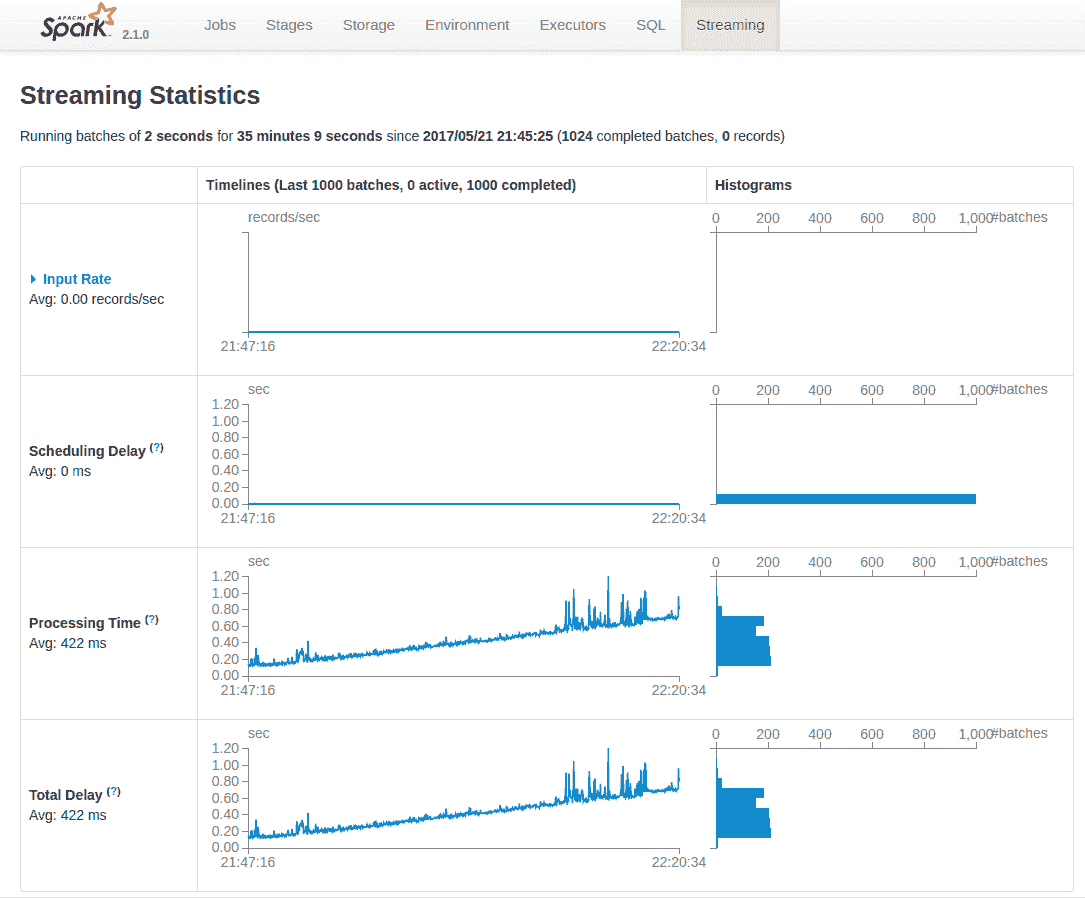 APACHE
Spark 2.1.0 Jobs Stages Storage Environment Executors SQL Streaming
Streaming Statistics
Running batches of 2 seconds for 35 minutes 9 seconds since 2017/05/21 21:45:25 (1024 completed batches, 0 records)
Timelines (Last 1000 batches, 0 active, 1000 completed) Histograms
records/sec 0 200 400 600 800 1,000 #batches
Input Rate
Avg: 0.00 records/sec
21:47:16 22:20:34
sec 0 200 400 600 800 1,000 #batches
1.20
1.00
0.80
0.60
0.40
0.20
0.00
Scheduling Delay (?)
Avg: 0 ms
21:47:16 22:20:34
sec 0 200 400 600 800 1,000 #batches
1.20
1.00
0.80
0.60
0.40
0.20
0.00
Processing Time (?)
Avg: 422 ms
21:47:16 22:20:34
sec 0 200 400 600 800 1,000 #batches
1.20
1.00
0.80
0.60
0.40
0.20
0.00
Total Delay (?)
Avg: 422 ms
21:47:16 22:20:34